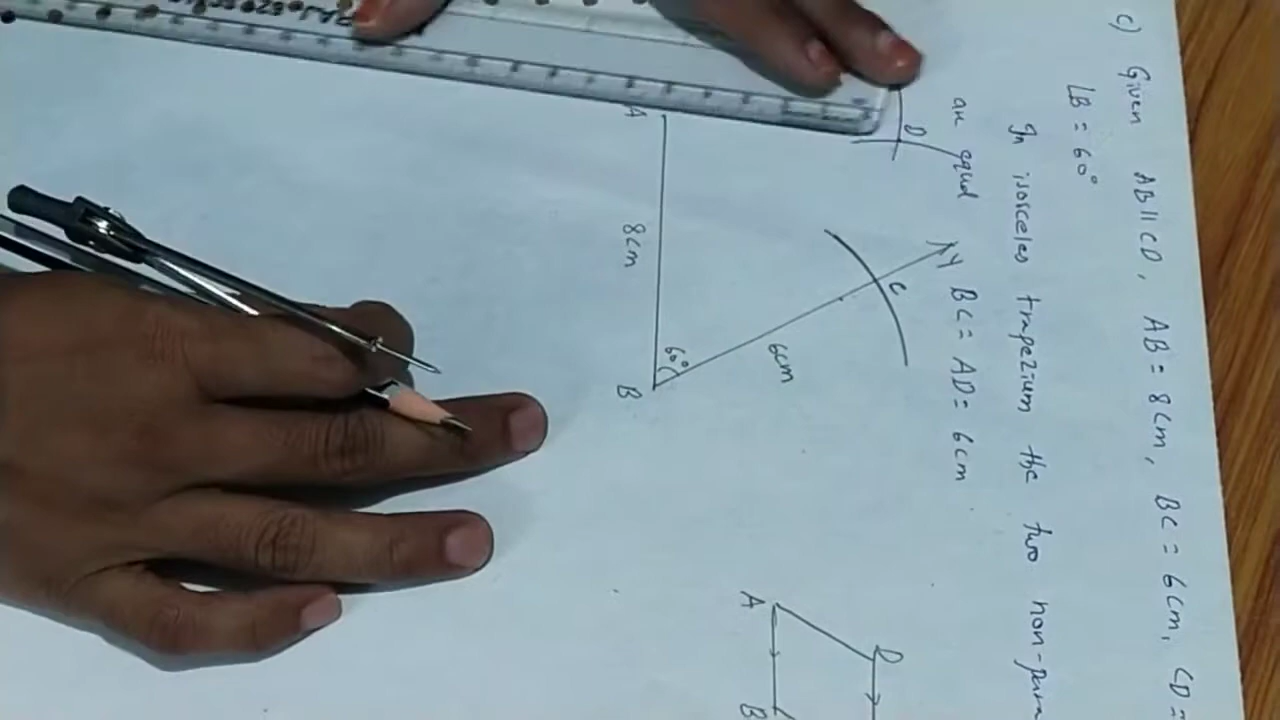 c) Given AB∥CD, AB = 8cm, BC = 6cm, CD =
∠B = 60°
In isosceles trapezium the two non-para
are equal BC = AD = 6cm
A
8cm
B
60°
6cm
C
Y
D
A
B
D